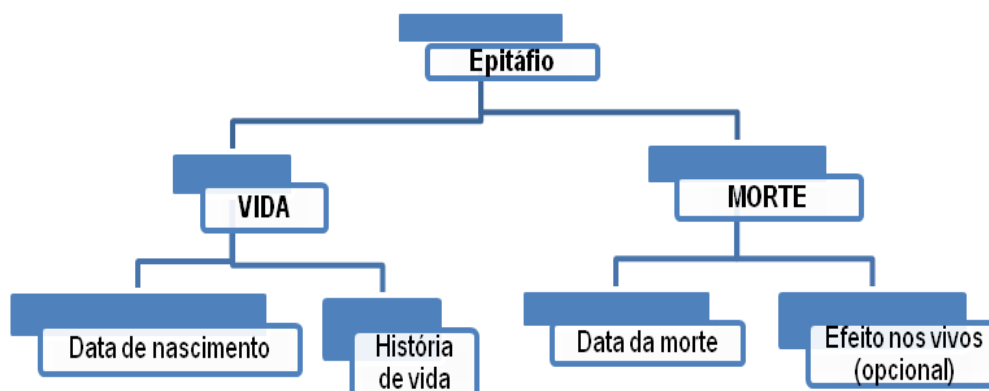 Epitáfio
VIDA
MORTE
Data de nascimento
História
de vida
Data da morte
Efeito nos vivos
(opcional)